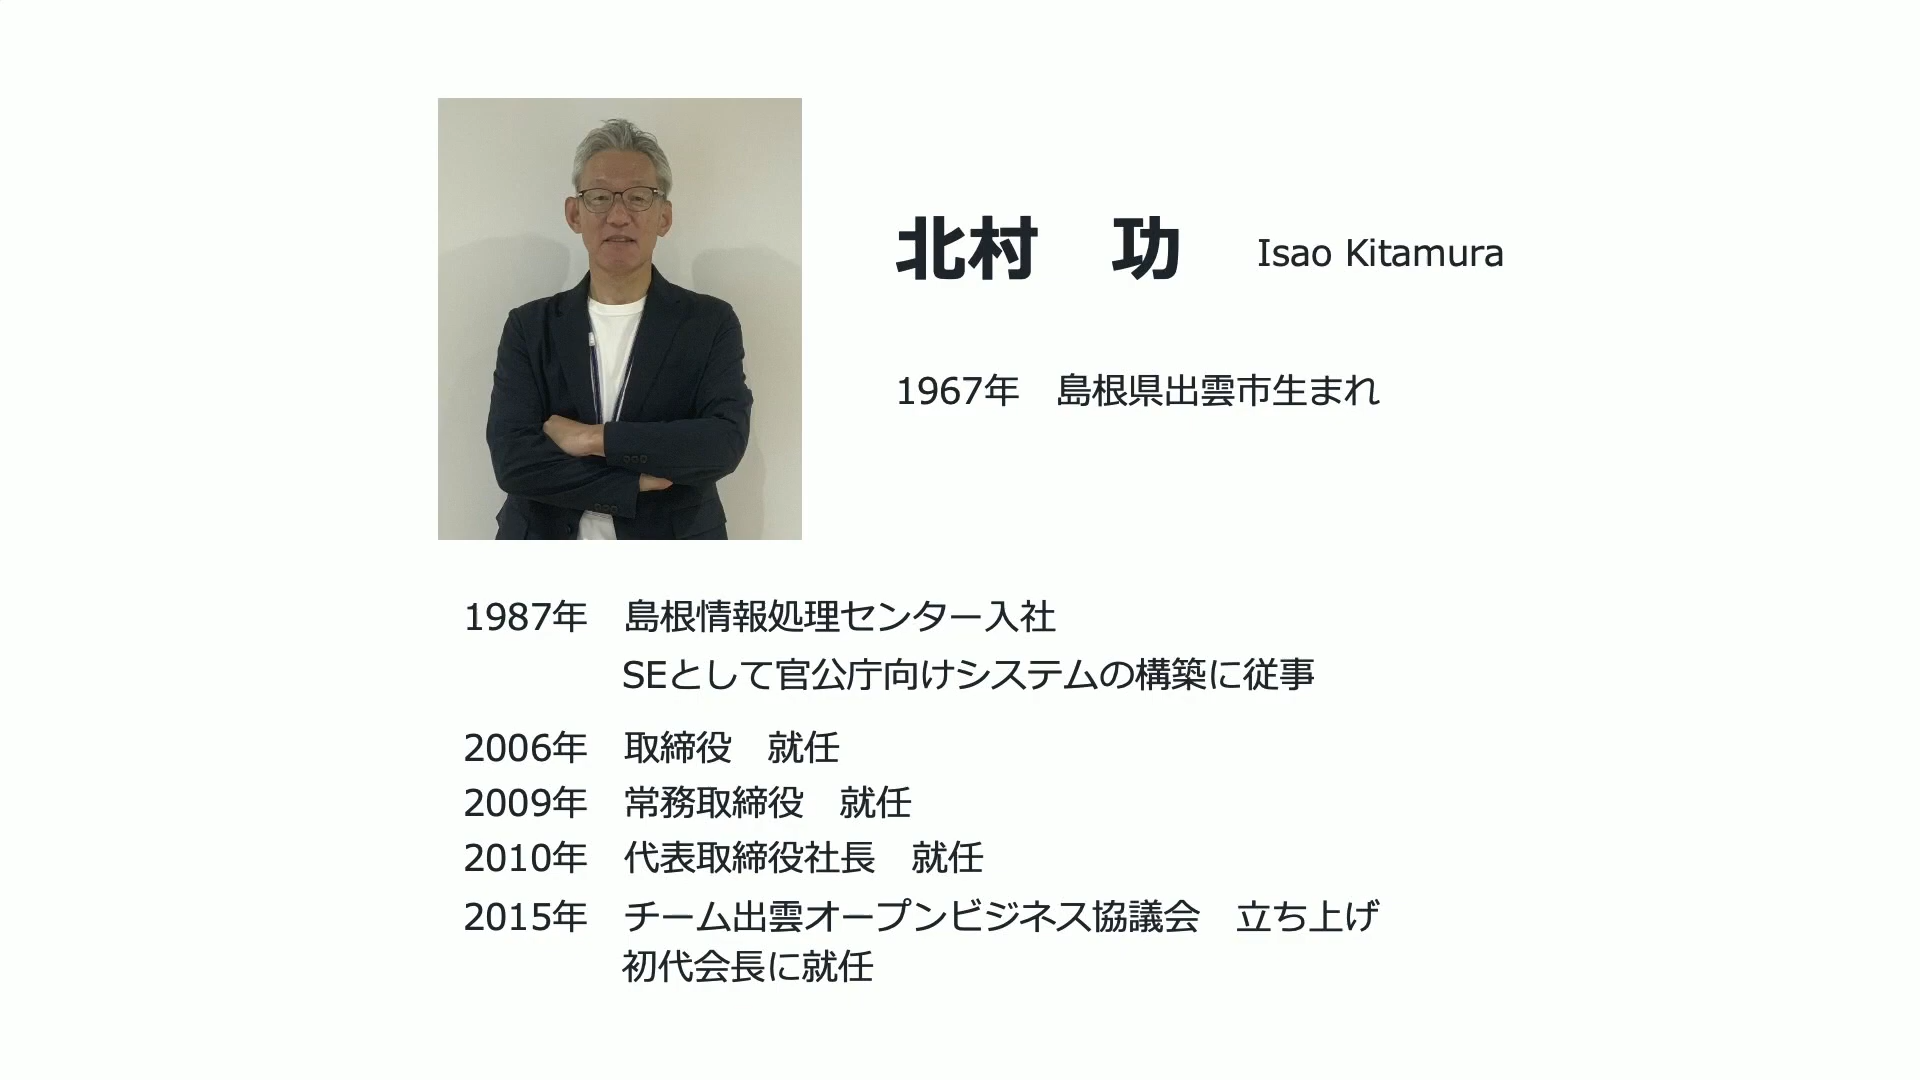 北村　功　Isao Kitamura
1967年　島根県出雲市生まれ
1987年　島根情報処理センター入社
SEとして官公庁向けシステムの構築に従事
2006年　取締役　就任
2009年　常務取締役　就任
2010年　代表取締役社長　就任
2015年　チーム出雲オープンビジネス協議会　立ち上げ
初代会長に就任